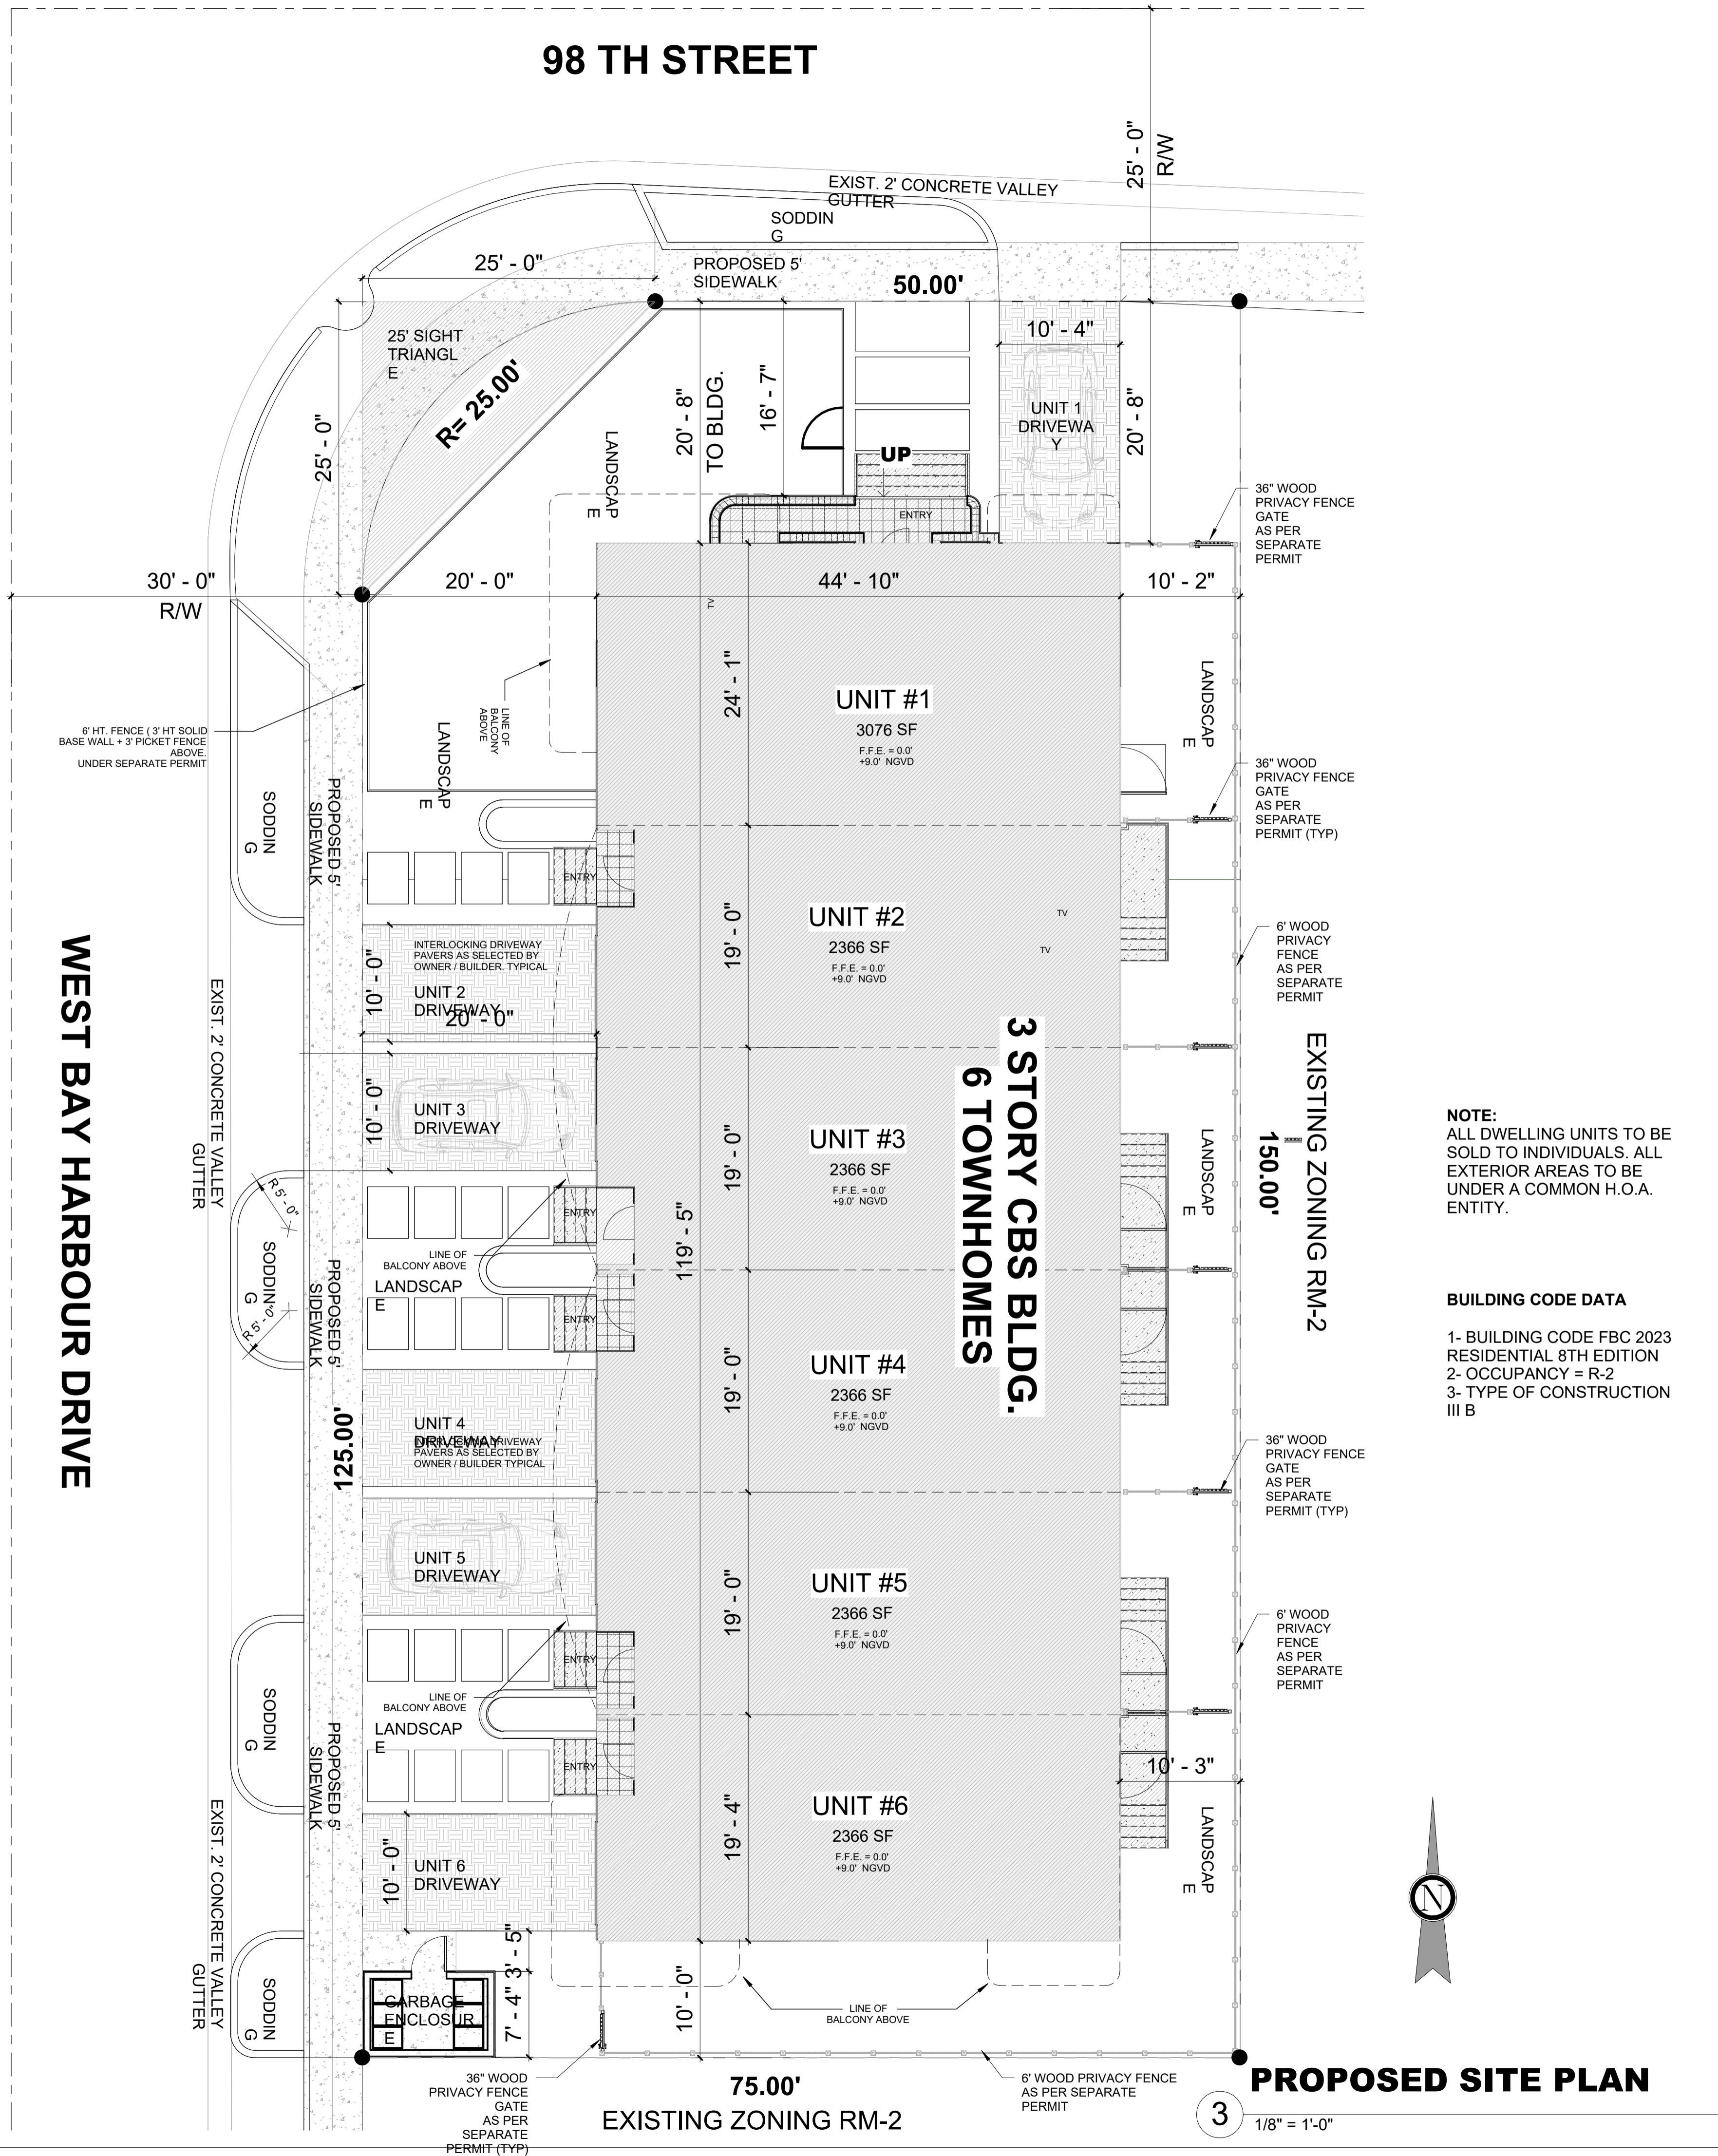 98 TH STREET
25' - 0"
R/W
EXIST. 2' CONCRETE VALLEY
GUTTER
SODDIN
G
25' - 0"
PROPOSED 5'
SIDEWALK
50.00'
25' SIGHT
TRIANGL
E
R= 25.00'
25' - 0"
LANDSCAP
E
20' - 8"
TO BLDG.
16' - 7"
UP
ENTRY
10' - 4"
UNIT 1
DRIVEWA
Y
20' - 8"
36" WOOD
PRIVACY FENCE
GATE
AS PER
SEPARATE
PERMIT
30' - 0"
R/W
20' - 0"
44' - 10"
10' - 2"
TV
24' - 1"
UNIT #1
3076 SF
F.F.E. = 0.0'
+9.0' NGVD
LINE OF
BALCONY
ABOVE
LANDSCAP
E
LANDSCAP
E
6' HT. FENCE ( 3' HT SOLID
BASE WALL + 3' PICKET FENCE
ABOVE.
UNDER SEPARATE PERMIT
36" WOOD
PRIVACY FENCE
GATE
AS PER
SEPARATE
PERMIT (TYP)
SODDIN
G
PROPOSED 5'
SIDEWALK
ENTRY
WEST BAY HARBOUR DRIVE
EXIST. 2' CONCRETE VALLEY
GUTTER
10' - 0"
INTERLOCKING DRIVEWAY
PAVERS AS SELECTED BY
OWNER / BUILDER. TYPICAL
UNIT 2
DRIVEWAY
20' - 0"
19' - 0"
UNIT #2
2366 SF
F.F.E. = 0.0'
+9.0' NGVD
TV
TV
6' WOOD
PRIVACY
FENCE
AS PER
SEPARATE
PERMIT
10' - 0"
UNIT 3
DRIVEWAY
19' - 0"
UNIT #3
2366 SF
F.F.E. = 0.0'
+9.0' NGVD
3 STORY CBS BLDG.
6 TOWNHOMES
LANDSCAP
E
150.00'
EXISTING ZONING RM-2
NOTE:
ALL DWELLING UNITS TO BE
SOLD TO INDIVIDUALS. ALL
EXTERIOR AREAS TO BE
UNDER A COMMON H.O.A.
ENTITY.
R 5' - 0"
SODDIN
G
R 5' - 0"
PROPOSED 5'
SIDEWALK
ENTRY
LINE OF
BALCONY ABOVE
LANDSCAP
E
ENTRY
119' - 5"
BUILDING CODE DATA
1- BUILDING CODE FBC 2023
RESIDENTIAL 8TH EDITION
2- OCCUPANCY = R-2
3- TYPE OF CONSTRUCTION
III B
125.00'
UNIT 4
DRIVEWAY
INTERLOCKING DRIVEWAY
PAVERS AS SELECTED BY
OWNER / BUILDER TYPICAL
19' - 0"
UNIT #4
2366 SF
F.F.E. = 0.0'
+9.0' NGVD
36" WOOD
PRIVACY FENCE
GATE
AS PER
SEPARATE
PERMIT (TYP)
UNIT 5
DRIVEWAY
19' - 0"
UNIT #5
2366 SF
F.F.E. = 0.0'
+9.0' NGVD
6' WOOD
PRIVACY
FENCE
AS PER
SEPARATE
PERMIT
SODDIN
G
PROPOSED 5'
SIDEWALK
ENTRY
LINE OF
BALCONY ABOVE
LANDSCAP
E
ENTRY
10' - 3"
EXIST. 2' CONCRETE VALLEY
GUTTER
10' - 0"
UNIT 6
DRIVEWAY
19' - 4"
UNIT #6
2366 SF
F.F.E. = 0.0'
+9.0' NGVD
LANDSCAP
E
N
SODDIN
G
GARBAGE
ENCLOSUR
E
3' - 5"
7' - 4"
10' - 0"
LINE OF
BALCONY ABOVE
36" WOOD
PRIVACY FENCE
GATE
AS PER
SEPARATE
PERMIT (TYP)
75.00'
EXISTING ZONING RM-2
6' WOOD PRIVACY FENCE
AS PER SEPARATE
PERMIT
PROPOSED SITE PLAN
3
1/8" = 1'-0"